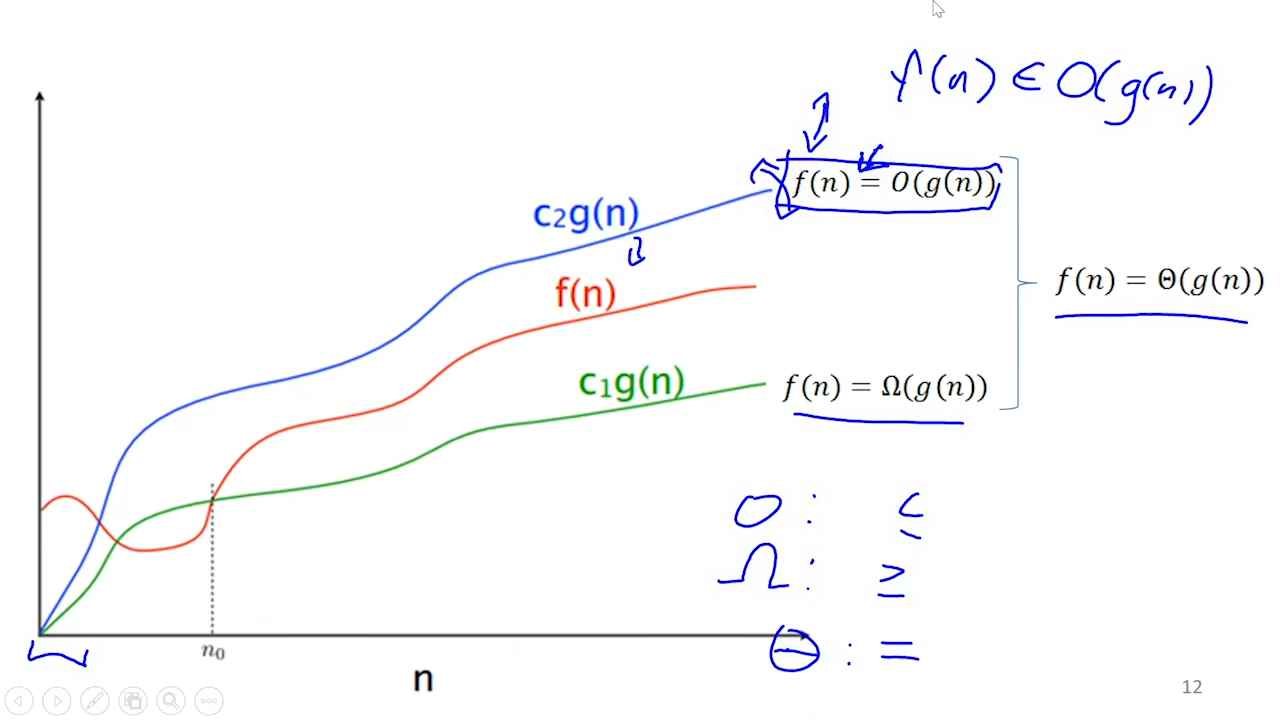 f(n) ∈ O(g(n))
f(n) = O(g(n))
c₂g(n)
f(n)
f(n) = Θ(g(n))
c₁g(n)
f(n) = Ω(g(n))
O : ≤
Ω : ≥
Θ : =
n₀
n
12